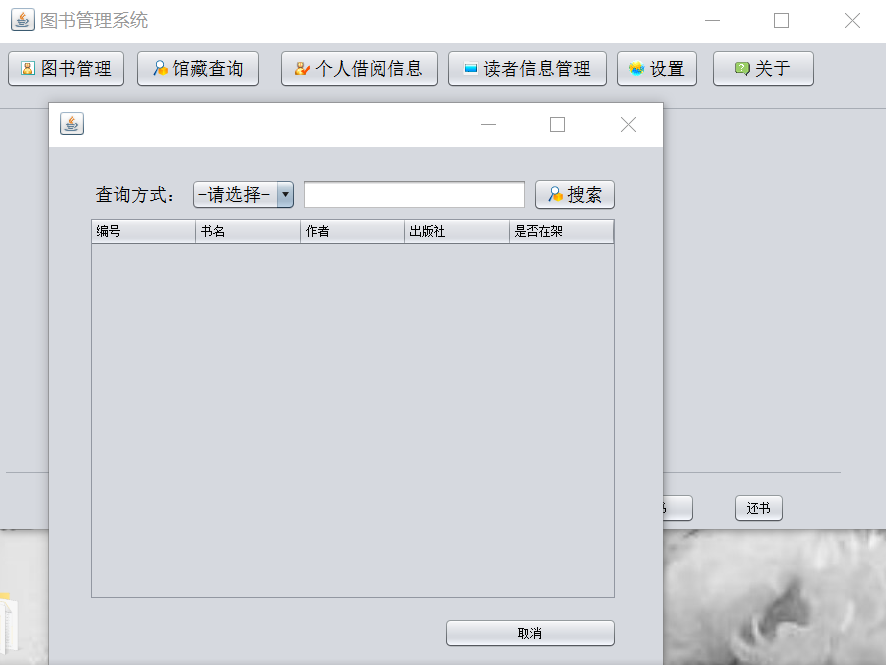 图书管理系统
图书管理 馆藏查询 个人借阅信息 读者信息管理 设置 关于
查询方式： -请选择- 搜索
编号 书名 作者 出版社 是否在架
还书
取消